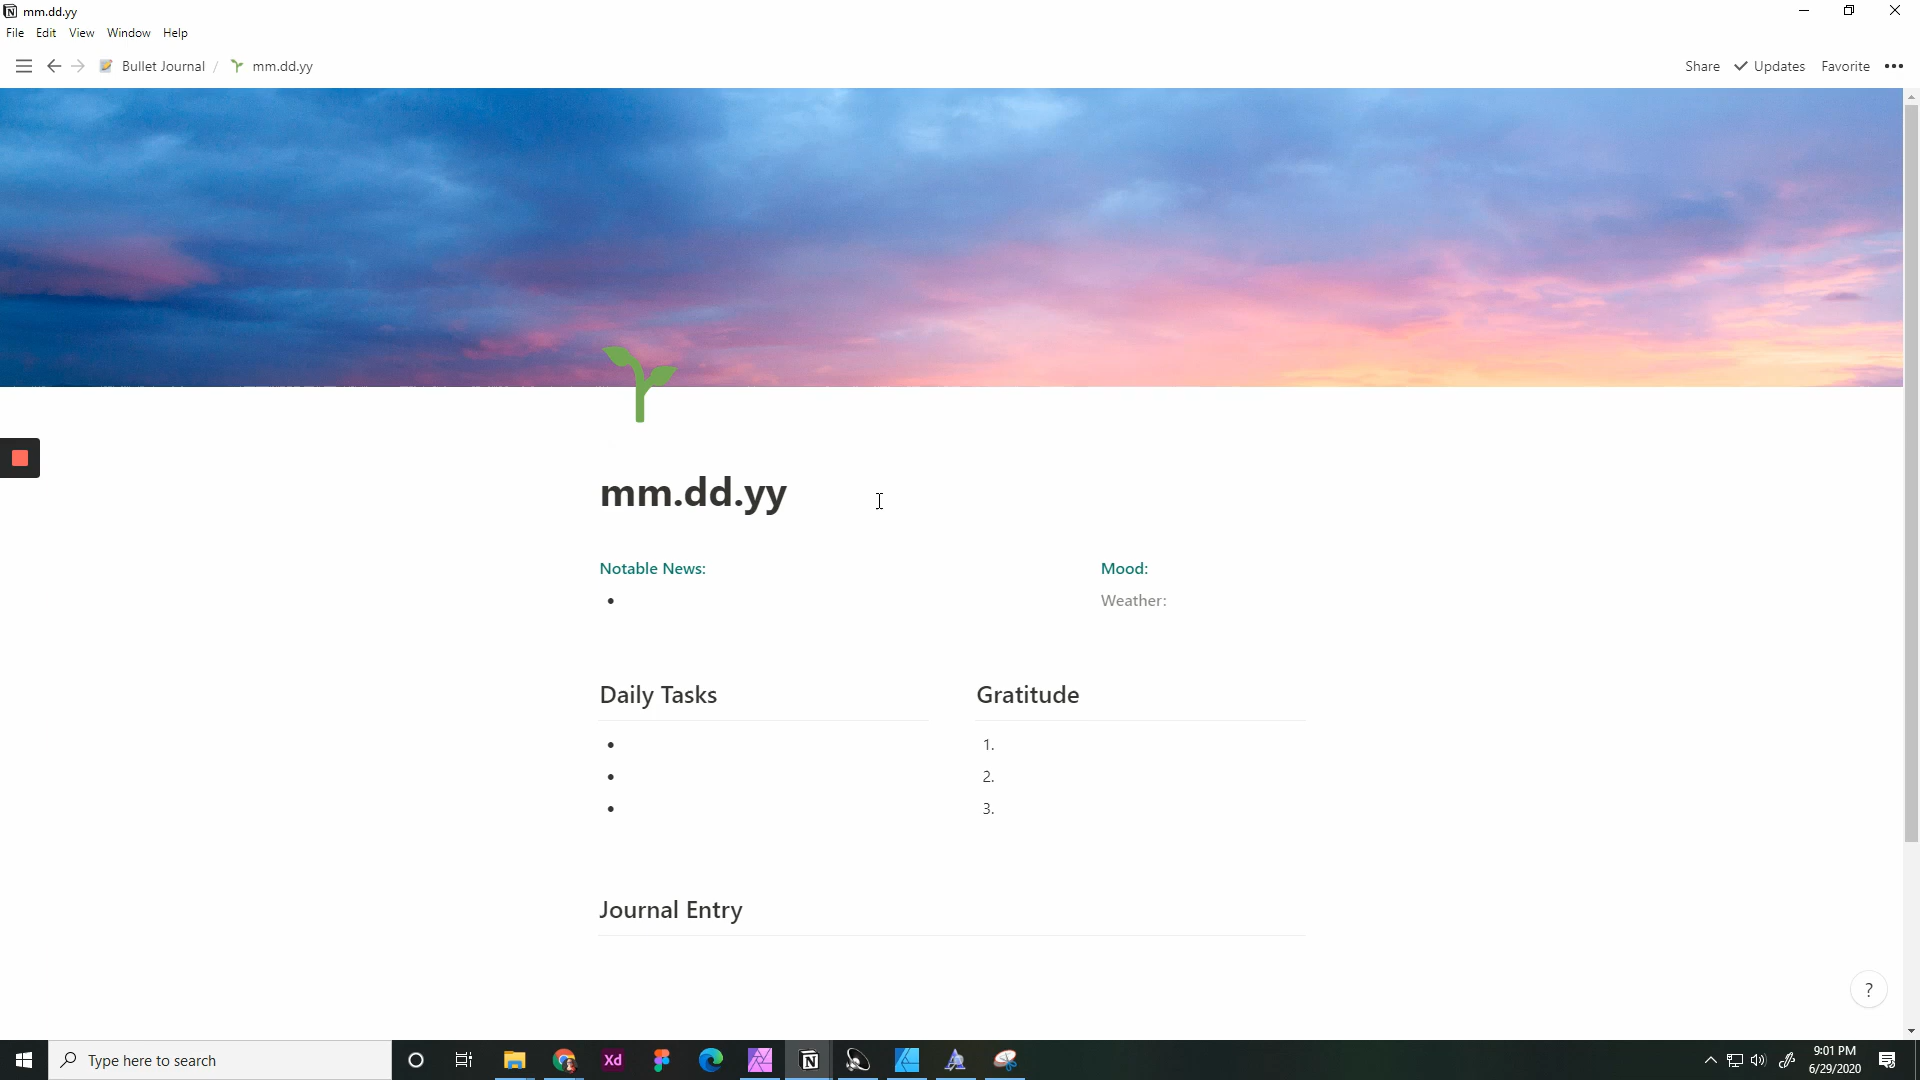 mm.dd.yy
File Edit View Window Help
Bullet Journal / mm.dd.yy
Share Updates Favorite
mm.dd.yy
Notable News:
Mood:
•
Weather:
Daily Tasks
Gratitude
•
1.
•
2.
•
3.
Journal Entry
?
Type here to search
Xd
9:01 PM
6/29/2020